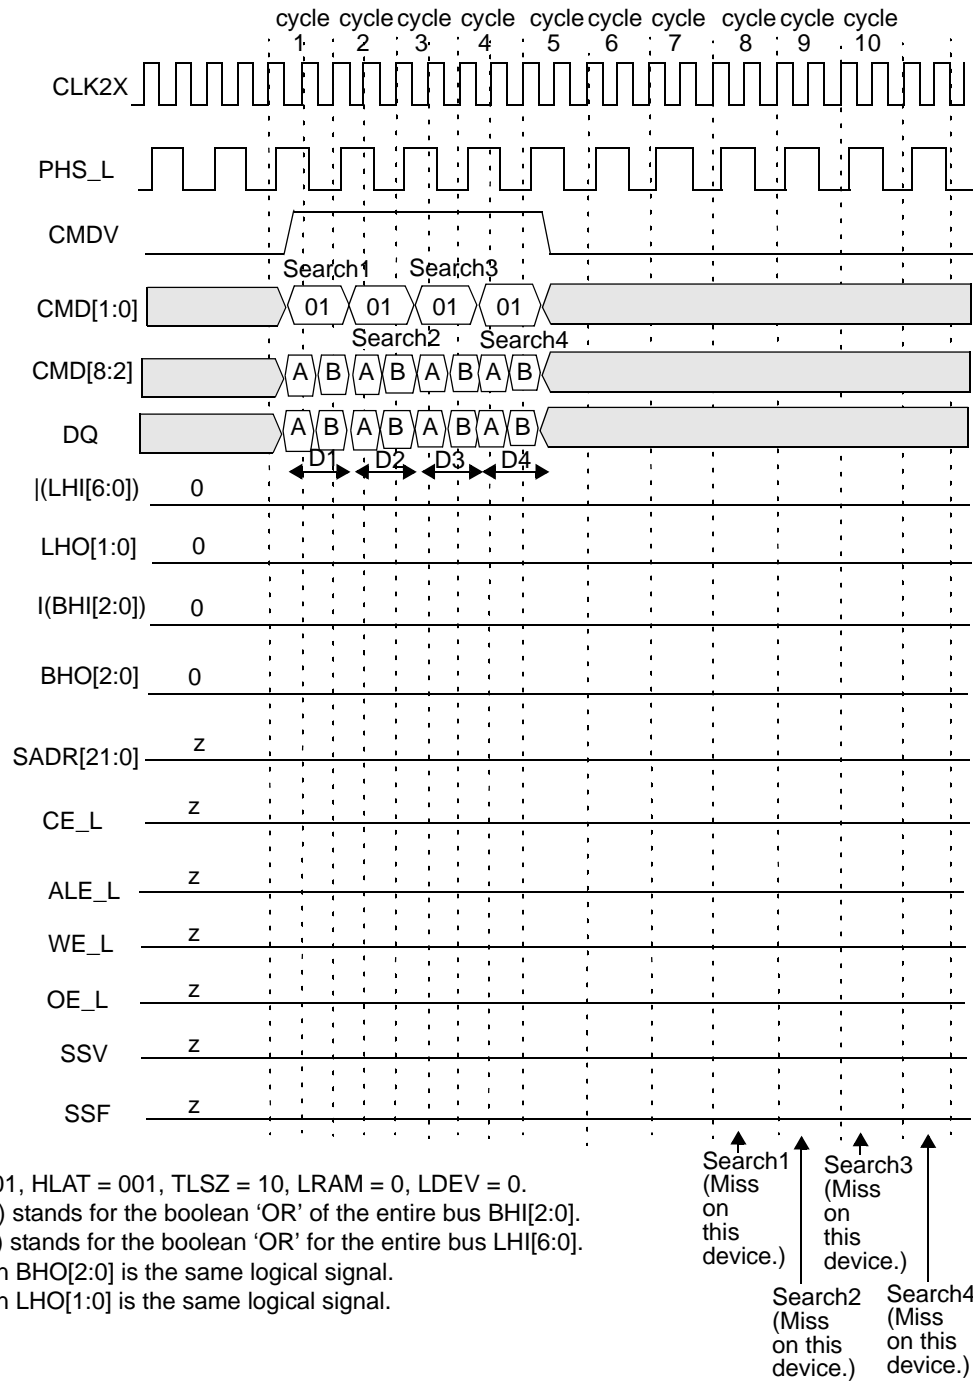 cycle cycle cycle cycle cycle cycle cycle cycle cycle cycle
1 2 3 4 5 6 7 8 9 10
CLK2X
PHS_L
CMDV
Search1 Search3
CMD[1:0] 01 01 01 01
Search2 Search4
CMD[8:2] A B A B A B A B
DQ A B A B A B A B
D1 D2 D3 D4
|(LHI[6:0]) 0
LHO[1:0] 0
I(BHI[2:0]) 0
BHO[2:0] 0
SADR[21:0] z
CE_L z
ALE_L z
WE_L z
OE_L z
SSV z
SSF z
01, HLAT = 001, TLSZ = 10, LRAM = 0, LDEV = 0.
) stands for the boolean ‘OR’ of the entire bus BHI[2:0].
) stands for the boolean ‘OR’ for the entire bus LHI[6:0].
n BHO[2:0] is the same logical signal.
n LHO[1:0] is the same logical signal.
Search1
(Miss
on
this
device.)
Search3
(Miss
on
this
device.)
Search2
(Miss
on this
device.)
Search4
(Miss
on this
device.)